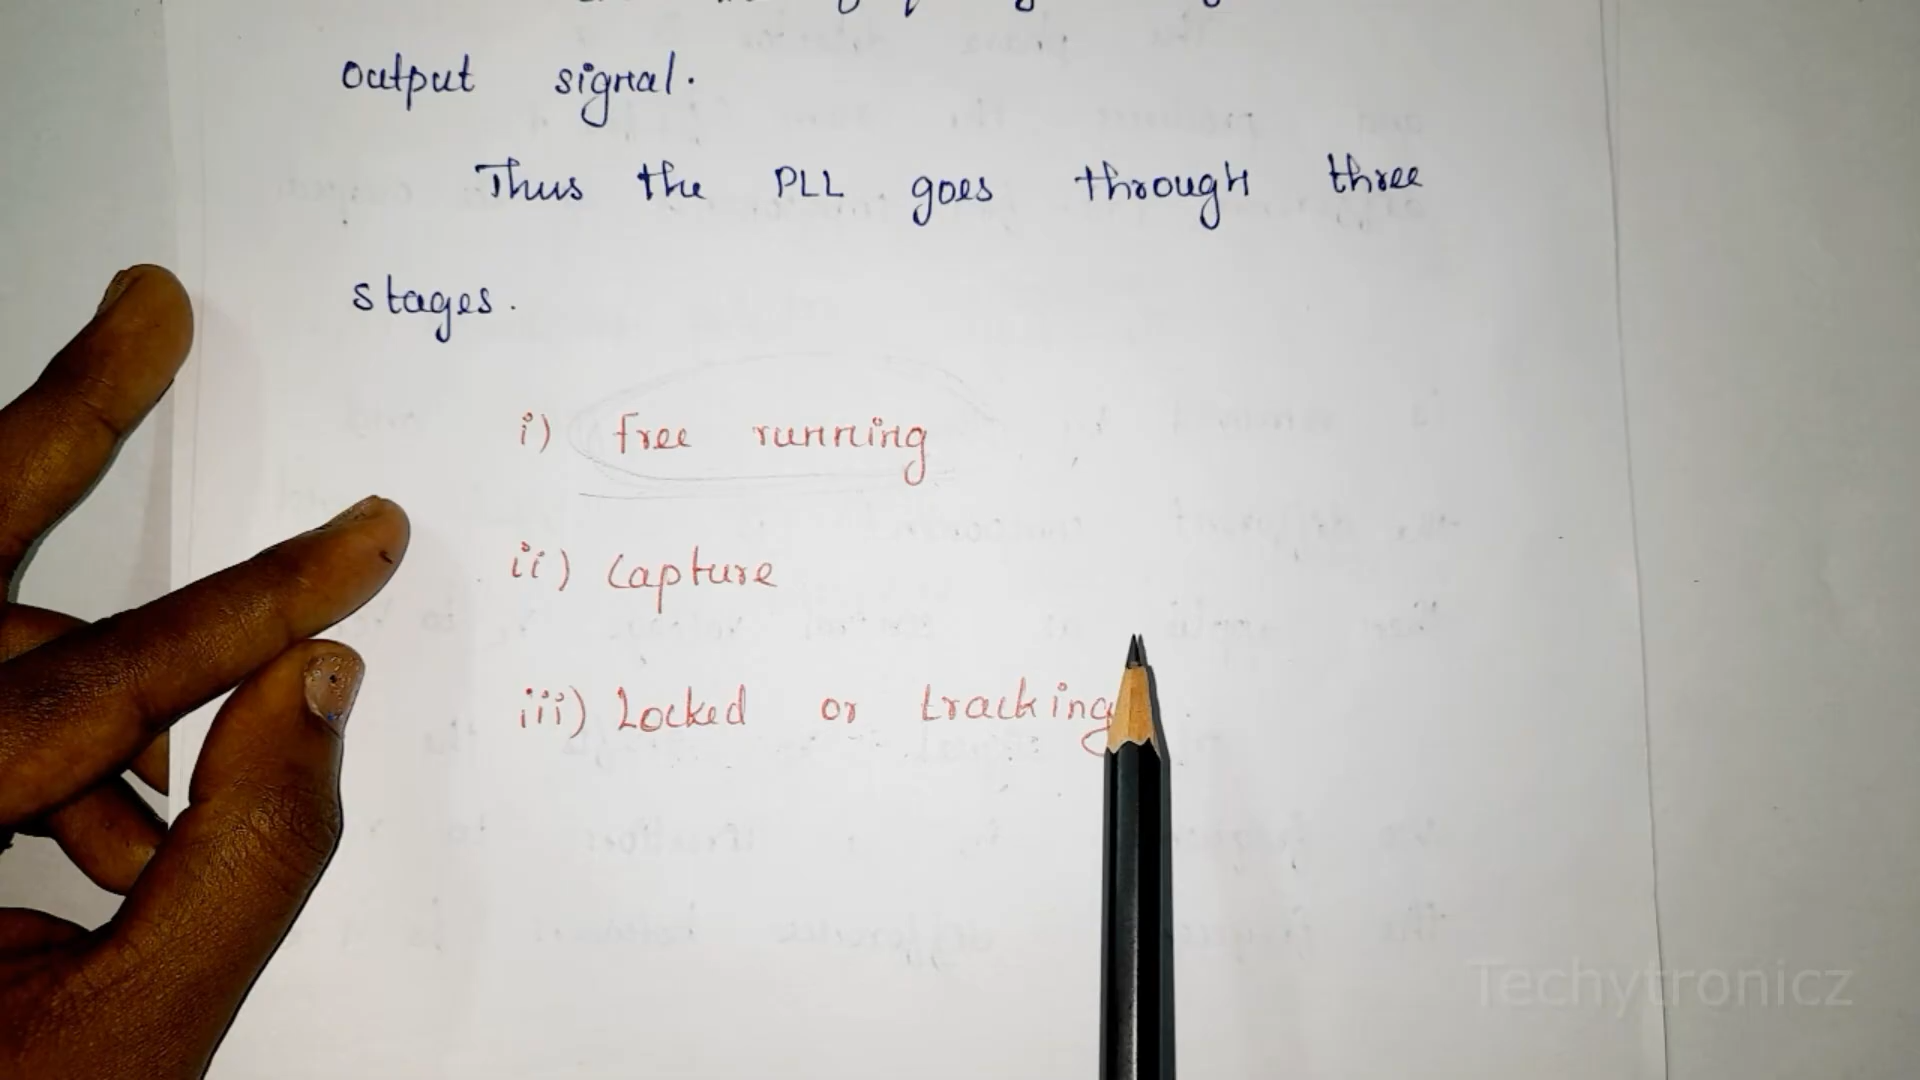 output signal.
Thus the PLL goes through three
stages.
i) free running
ii) Capture
iii) Locked or tracking
Techytronicz